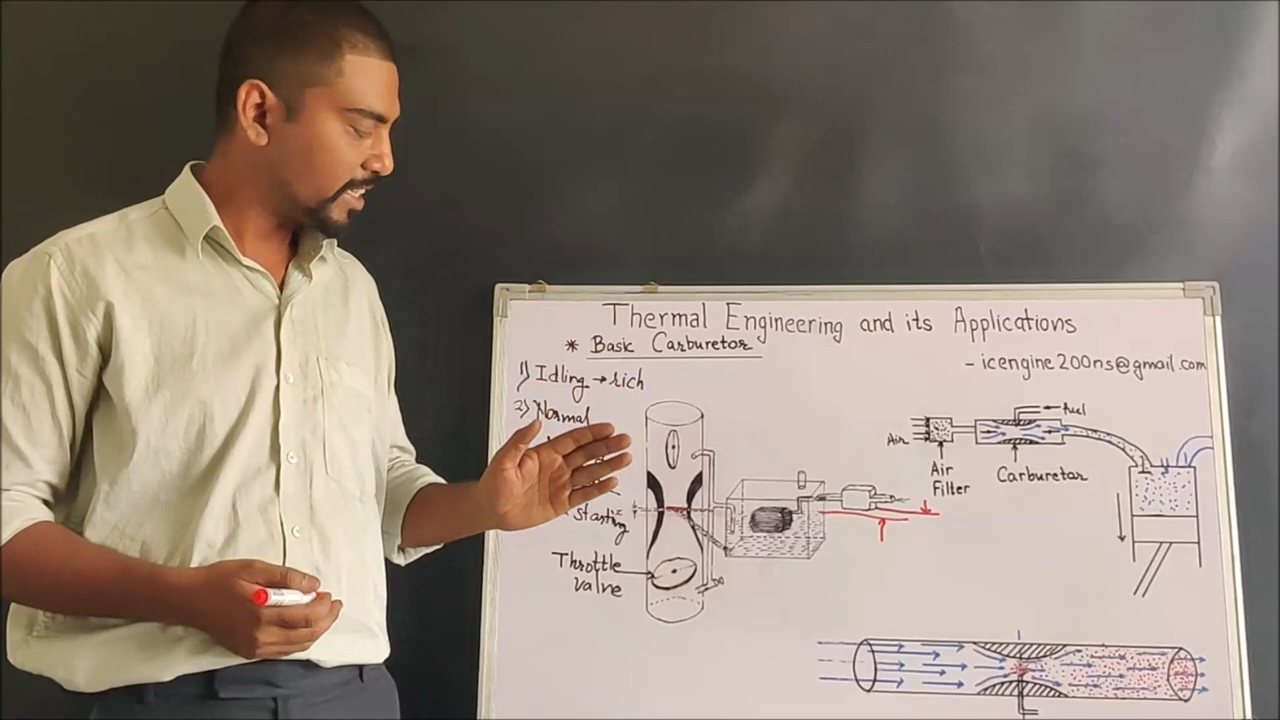 Thermal Engineering and its Applications
* Basic Carburetor
- icengine200ns@gmail.com
1) Idling → rich
2) Normal
Starting
Throttle
valve
fuel
Air
Air
Filter
Carburetor